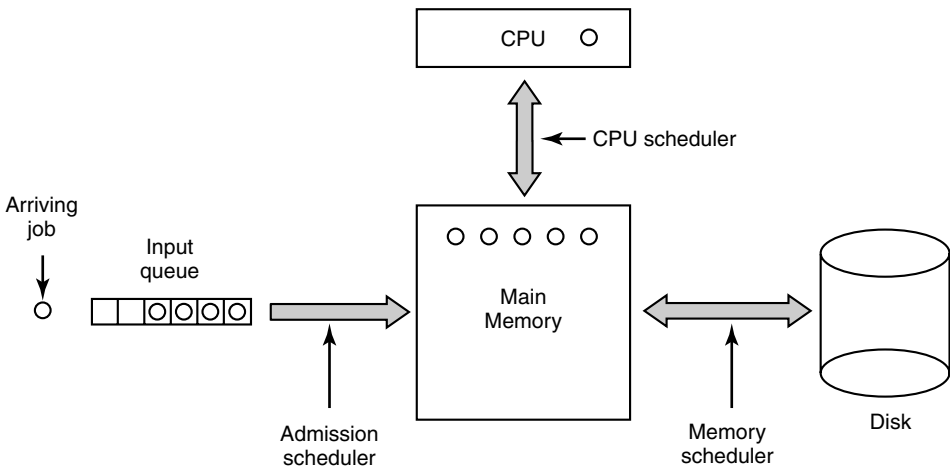 CPU
CPU scheduler
Arriving
job
Input
queue
Main
Memory
Admission
scheduler
Memory
scheduler
Disk